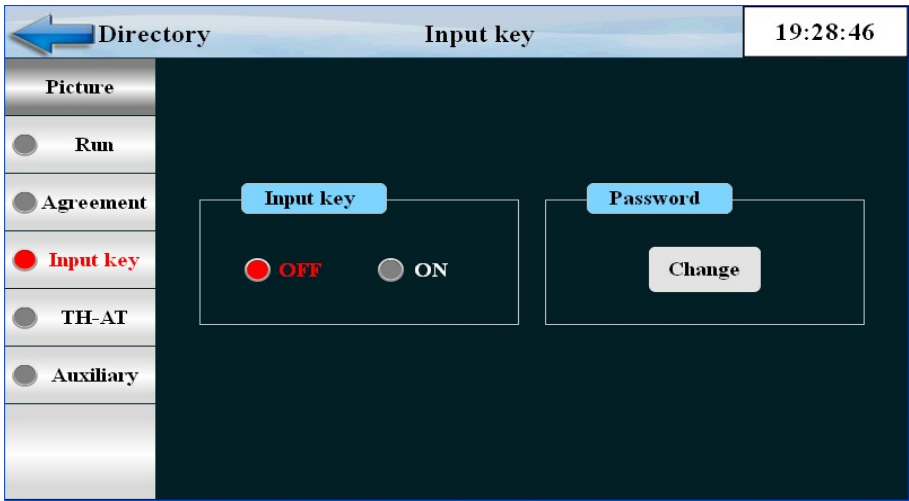 Directory
Input key
19:28:46
Picture
Run
Agreement
Input key
TH-AT
Auxiliary
Input key
OFF
ON
Password
Change